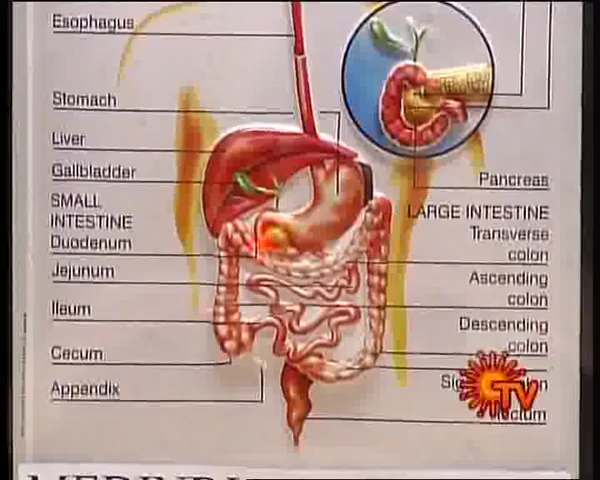 Esophagus
Stomach
Liver
Gallbladder
SMALL
INTESTINE
Duodenum
Jejunum
Ileum
Cecum
Appendix
Pancreas
LARGE INTESTINE
Transverse
colon
Ascending
colon
Descending
colon
TV